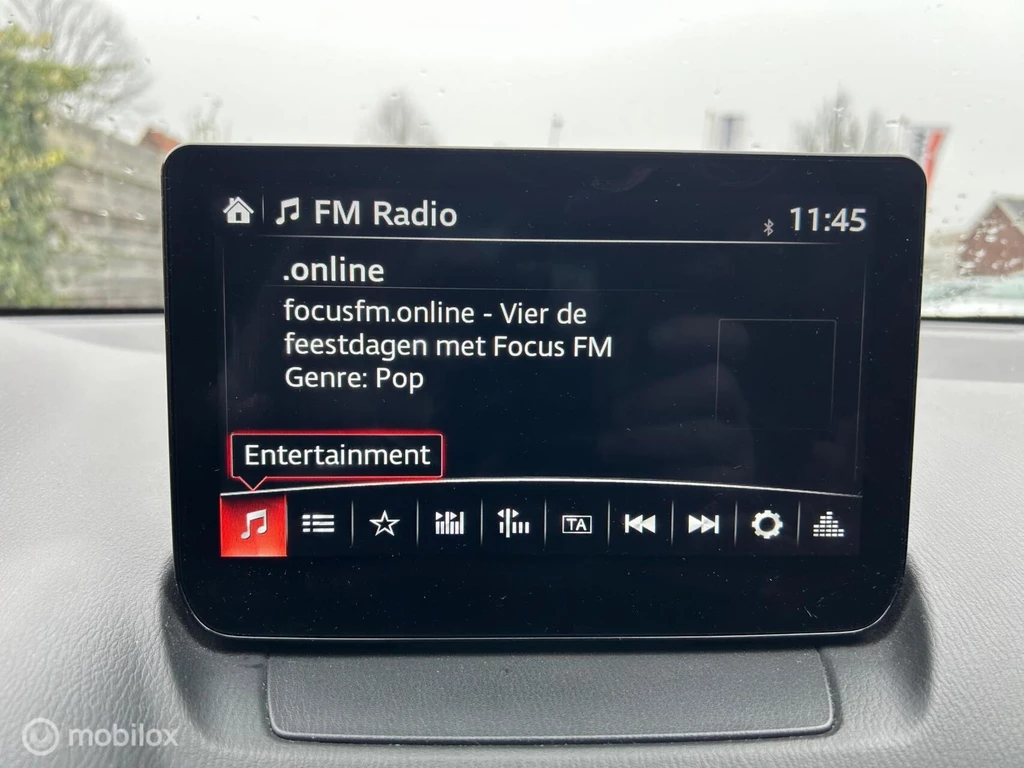 FM Radio
11:45
.online
focusfm.online - Vier de
feestdagen met Focus FM
Genre: Pop
Entertainment
TA
mobilox